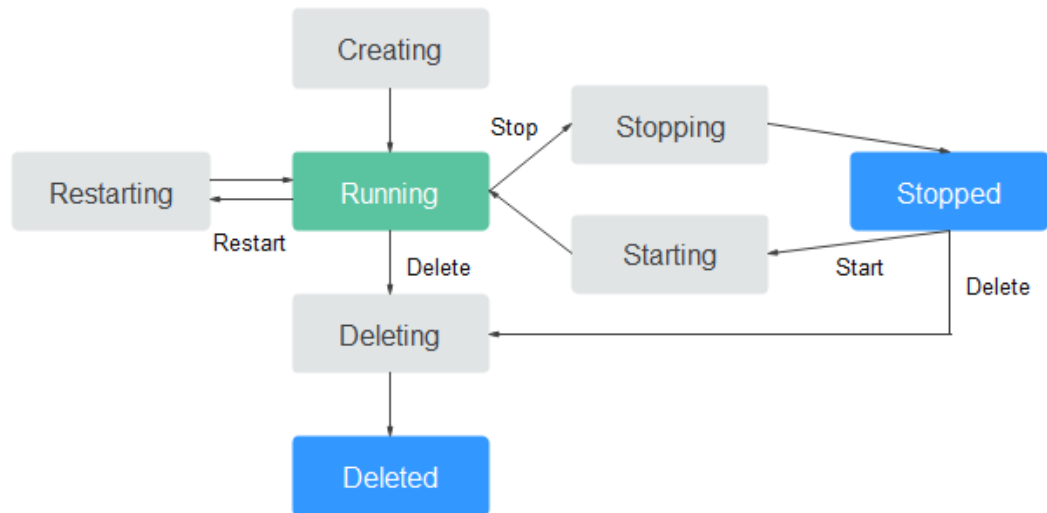 Creating
Stop
Stopping
Restarting
Running
Stopped
Restart
Starting
Start
Delete
Delete
Deleting
Deleted